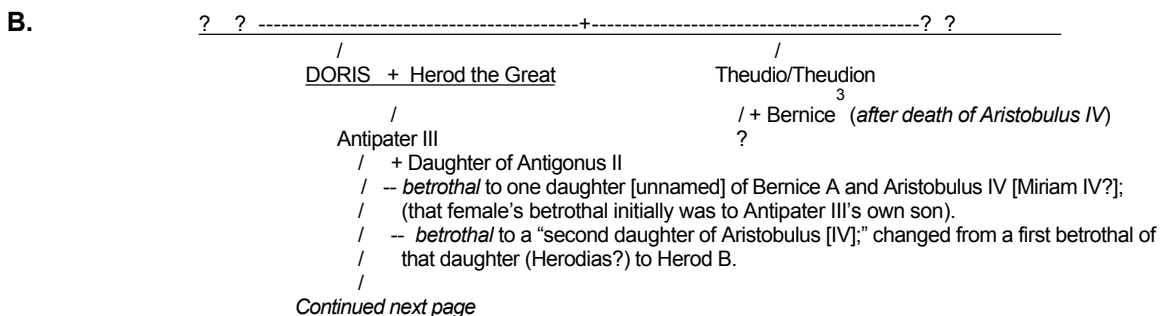 B. ? ? ----------------------------------------+-----------------------------------------? ?
/ /
DORIS + Herod the Great Theudio/Theudion
/ / + Bernice 3 (after death of Aristobulus IV)
Antipater III ?
/ + Daughter of Antigonus II
/ -- betrothal to one daughter [unnamed] of Bernice A and Aristobulus IV [Miriam IV?];
/ (that female’s betrothal initially was to Antipater III’s own son).
/ -- betrothal to a “second daughter of Aristobulus [IV];” changed from a first betrothal of
/ that daughter (Herodias?) to Herod B.
/
Continued next page